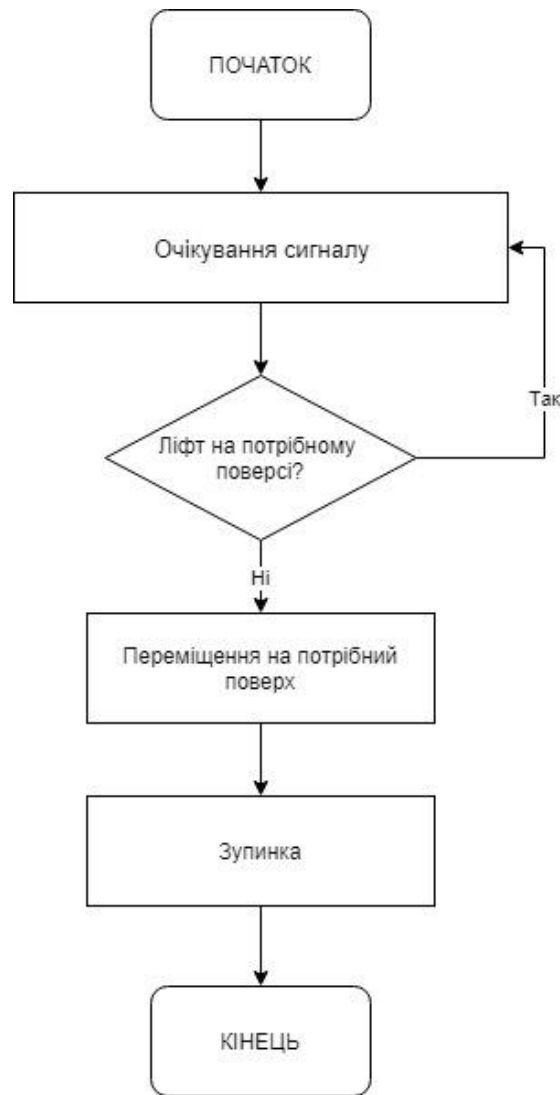 ПОЧАТОК
Очікування сигналу
Так
Ліфт на потрібному
поверсі?
Ні
Переміщення на потрібний
поверх
Зупинка
КІНЕЦЬ